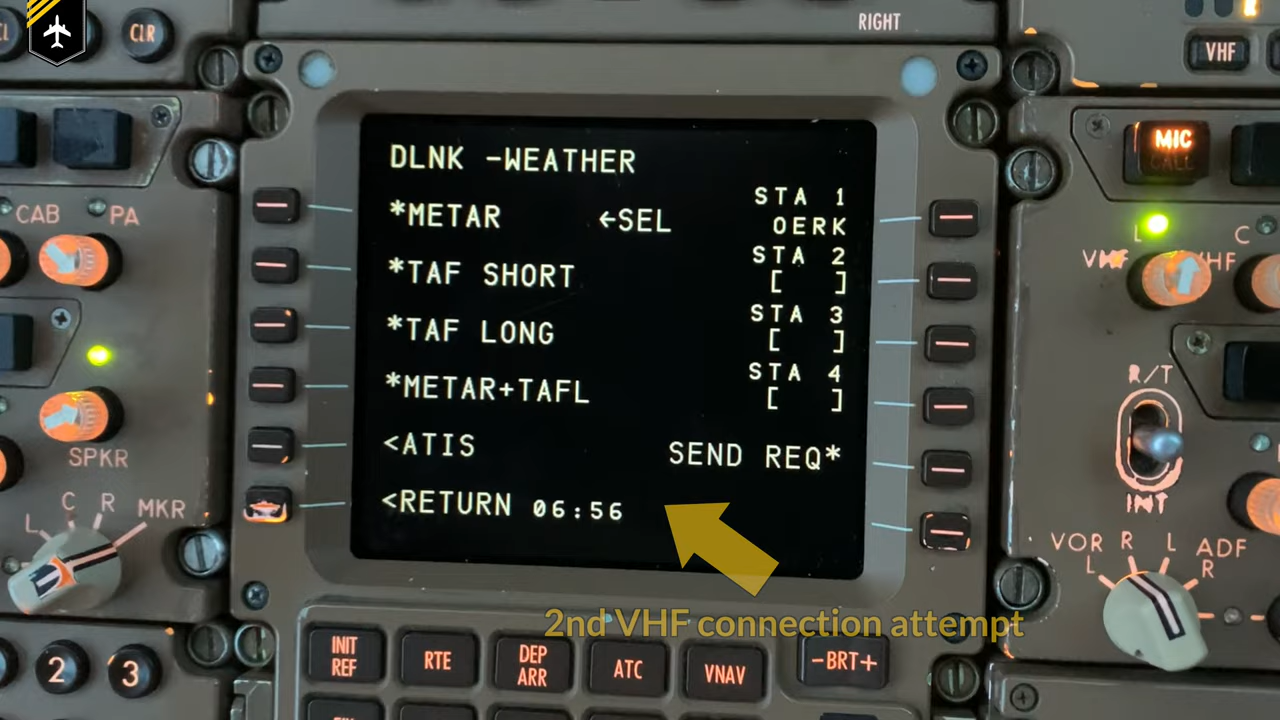 CLR
RIGHT
VHF
DLNK -WEATHER
STA 1
*METAR ←SEL OERK
STA 2
*TAF SHORT [ ]
STA 3
*TAF LONG [ ]
STA 4
*METAR+TAFL [ ]
<ATIS SEND REQ*
<RETURN 06:56
2nd VHF connection attempt
CAB PA
SPKR
L C R MKR
2 3
INIT REF
RTE
DEP ARR
ATC
VNAV
-BRT+
MIC
CALL
L C
VHF VHF
R/T
INT
VOR R L ADF
L R